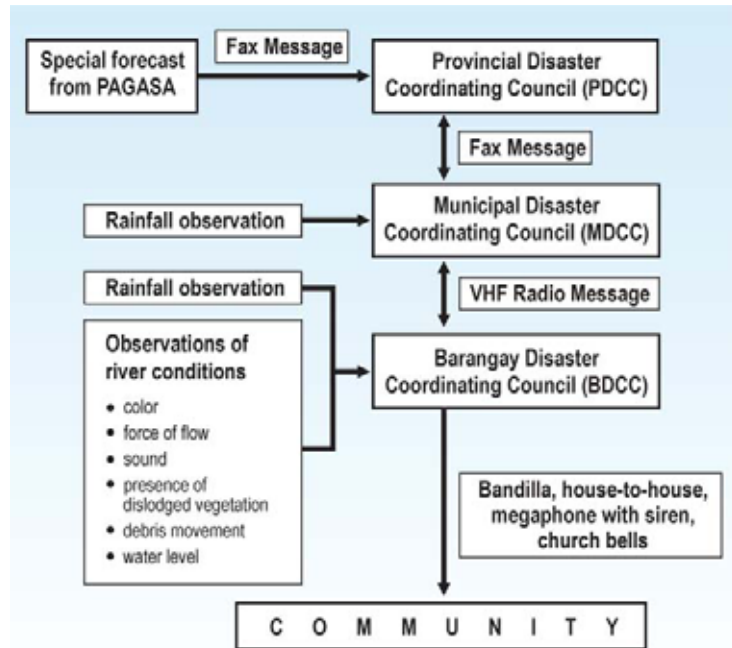 Special forecast
from PAGASA
Fax Message
Provincial Disaster
Coordinating Council (PDCC)
Fax Message
Rainfall observation
Municipal Disaster
Coordinating Council (MDCC)
Rainfall observation
VHF Radio Message
Observations of
river conditions
• color
• force of flow
• sound
• presence of
dislodged vegetation
• debris movement
• water level
Barangay Disaster
Coordinating Council (BDCC)
Bandilla, house-to-house,
megaphone with siren,
church bells
C O M M U N I T Y